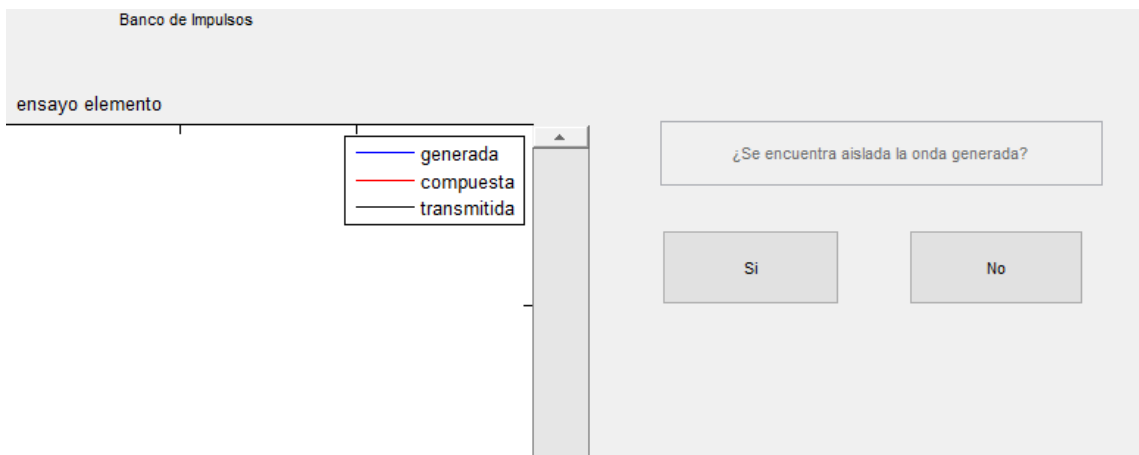 Banco de Impulsos
ensayo elemento
generada
compuesta
transmitida
¿Se encuentra aislada la onda generada?
Si
No